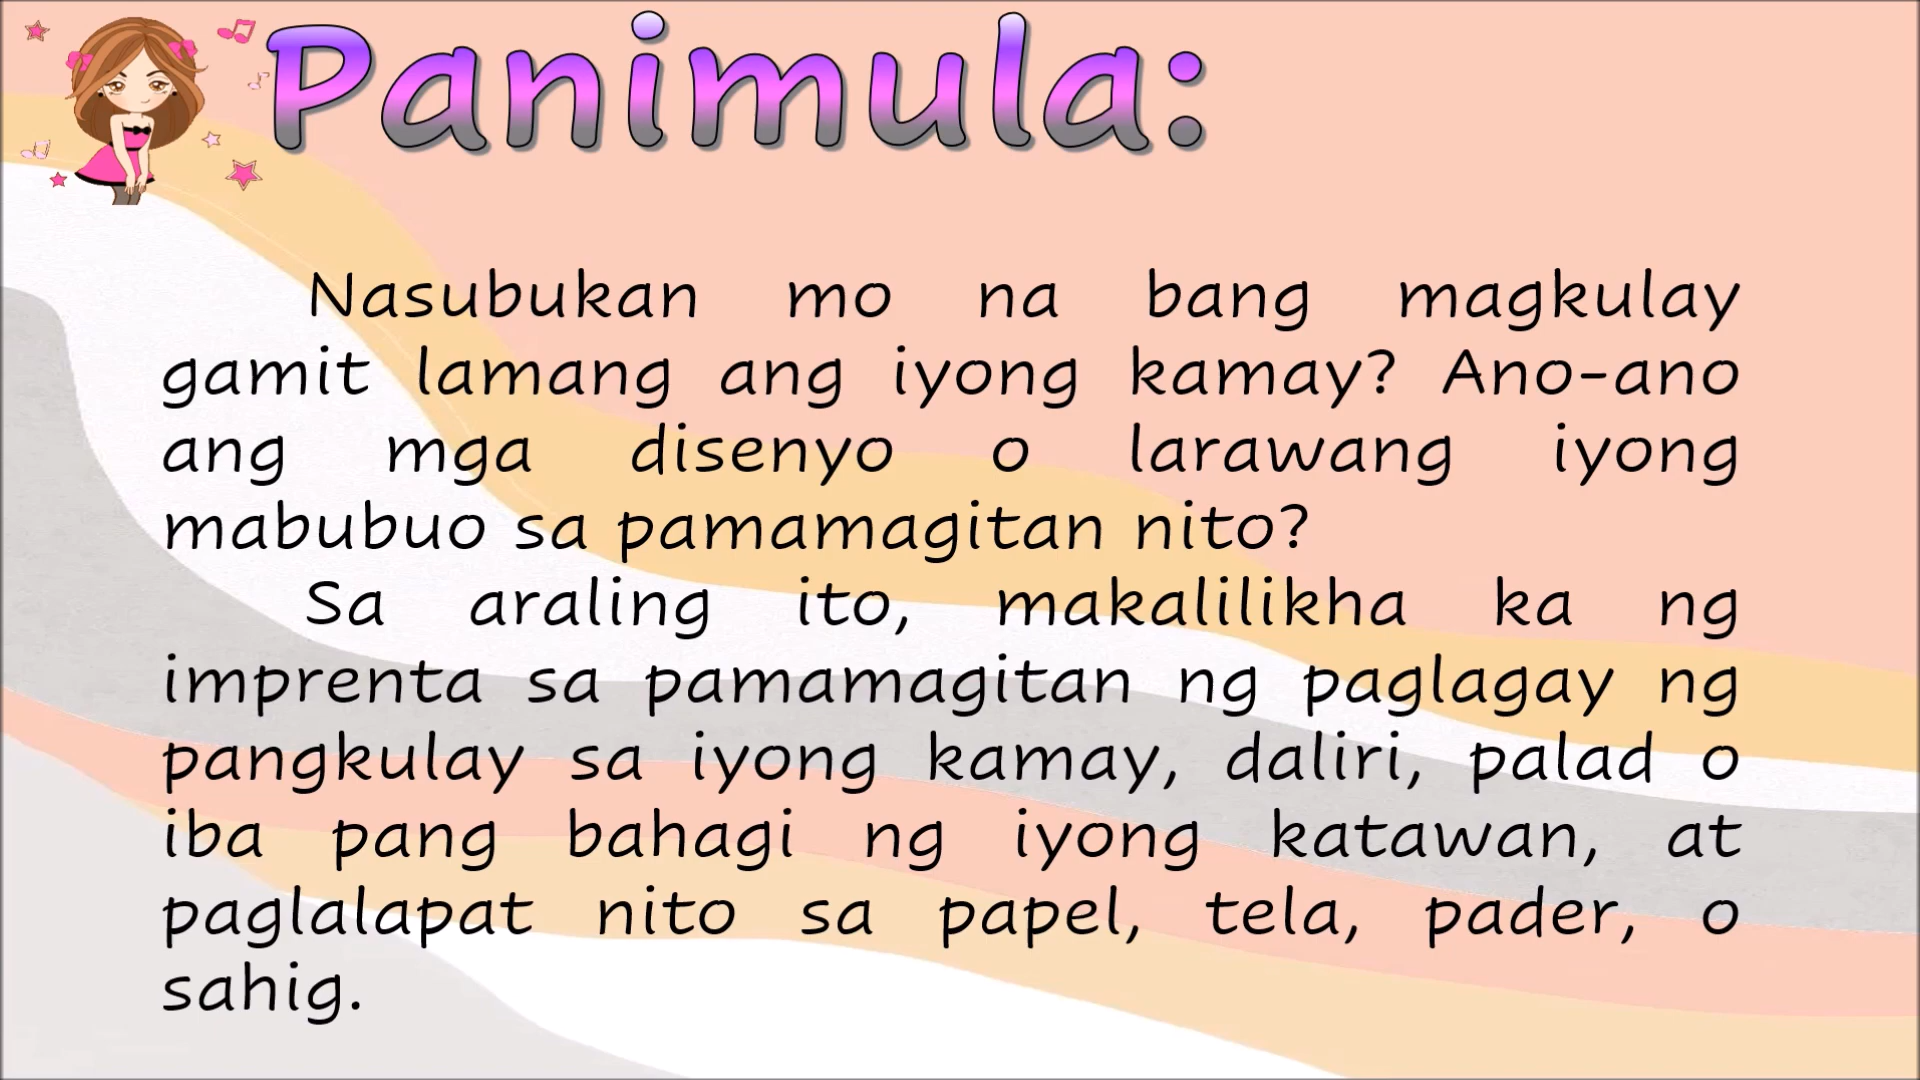 Panimula:
Nasubukan mo na bang magkulay
gamit lamang ang iyong kamay? Ano-ano
ang mga disenyo o larawang iyong
mabubuo sa pamamagitan nito?
Sa araling ito, makalilikha ka ng
imprenta sa pamamagitan ng paglagay ng
pangkulay sa iyong kamay, daliri, palad o
iba pang bahagi ng iyong katawan, at
paglalapat nito sa papel, tela, pader, o
sahig.